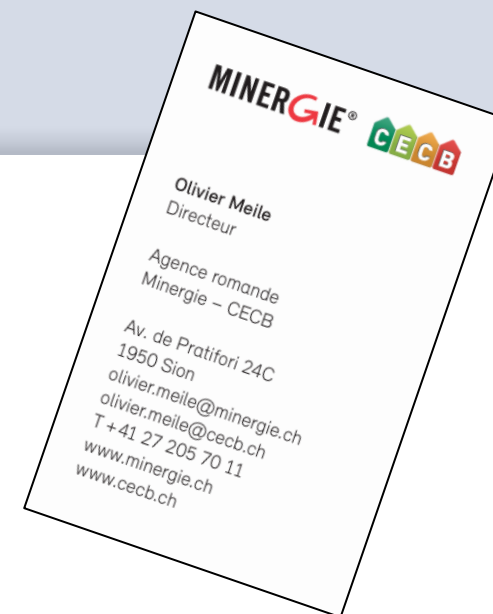 MINERGIE® CECB
Olivier Meile
Directeur
Agence romande
Minergie – CECB
Av. de Pratifori 24C
1950 Sion
olivier.meile@minergie.ch
olivier.meile@cecb.ch
T +41 27 205 70 11
www.minergie.ch
www.cecb.ch